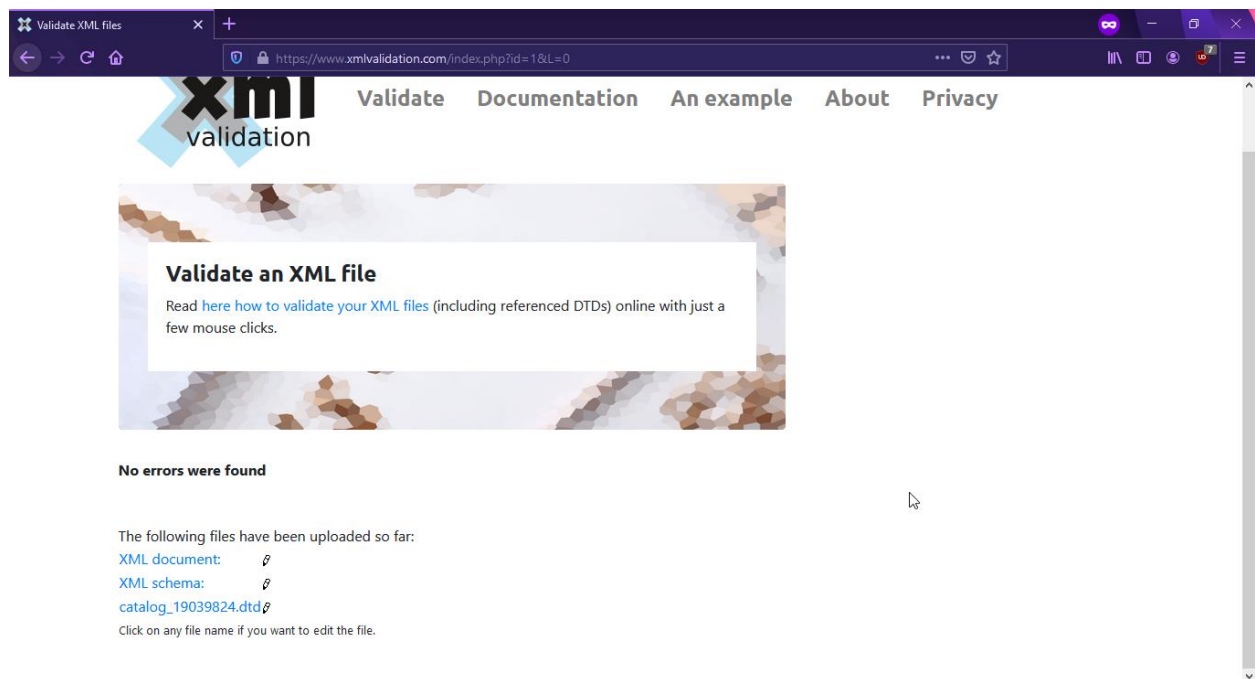 Validate XML files
https://www.xmlvalidation.com/index.php?id=1&L=0
7
xml
validation
Validate Documentation An example About Privacy
Validate an XML file
Read here how to validate your XML files (including referenced DTDs) online with just a
few mouse clicks.
No errors were found
The following files have been uploaded so far:
XML document:
XML schema:
catalog_19039824.dtd
Click on any file name if you want to edit the file.